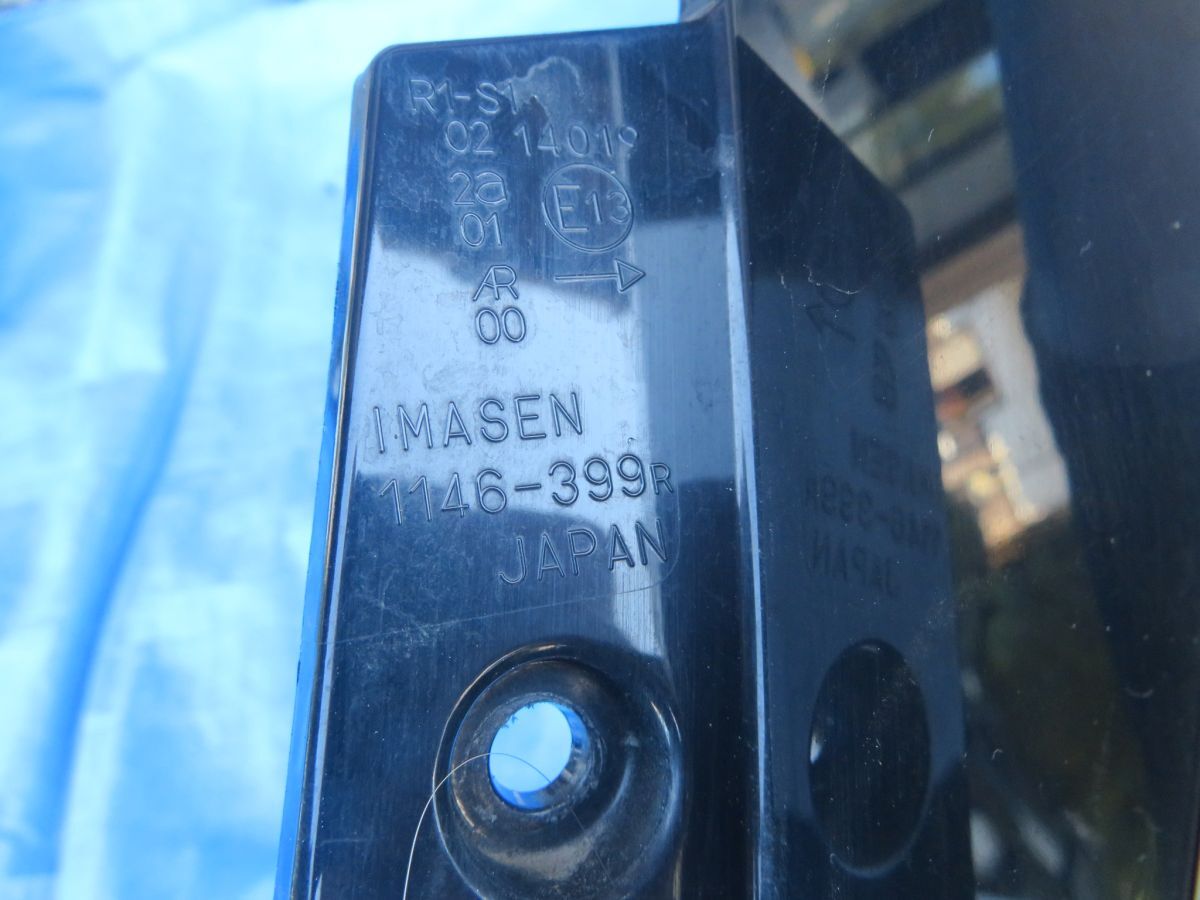 R1-S1
02 14019
2a E13
01
AR
00
IMASEN
1146-399R
JAPAN